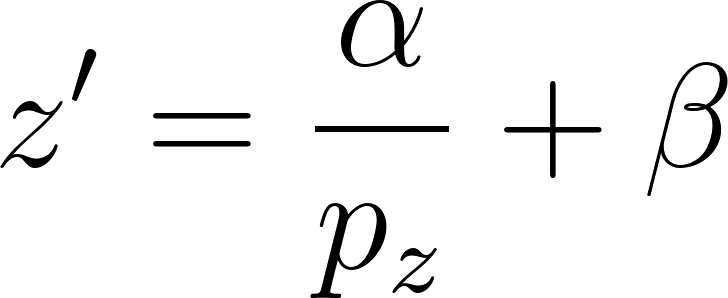 z′ = α/p_z + β